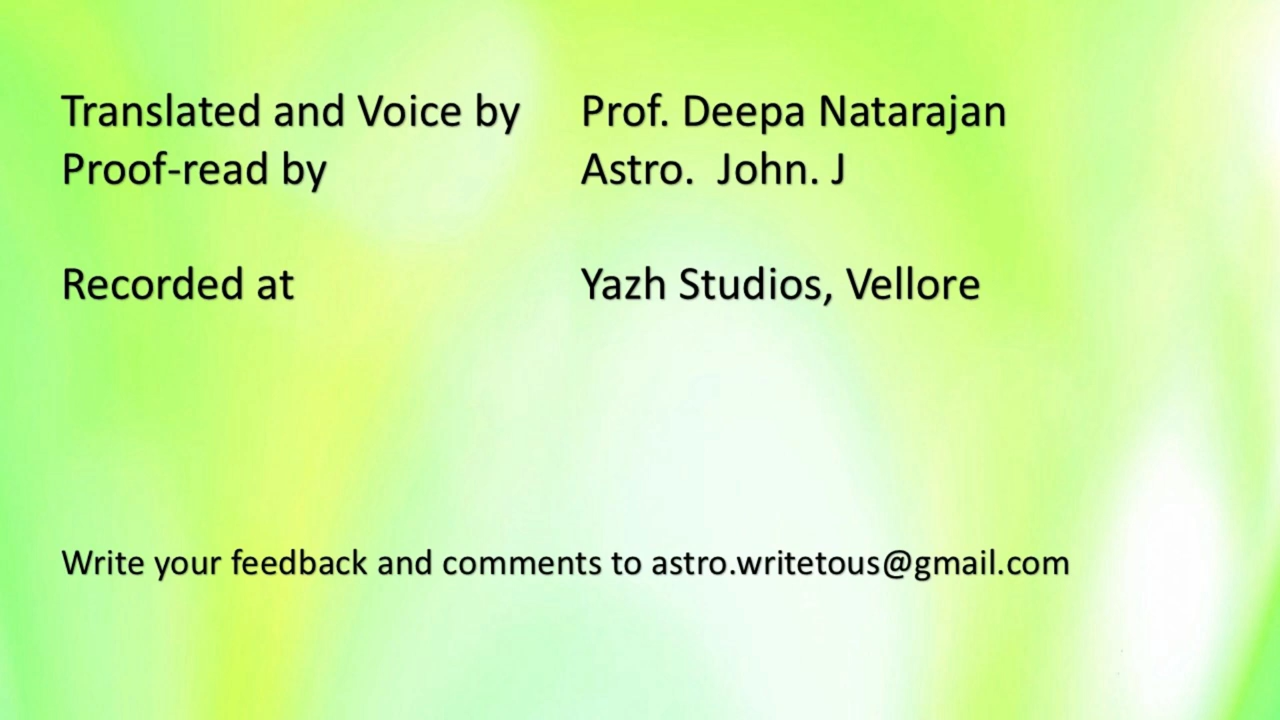 Translated and Voice by Prof. Deepa Natarajan
Proof-read by Astro. John. J
Recorded at Yazh Studios, Vellore
Write your feedback and comments to astro.writetous@gmail.com